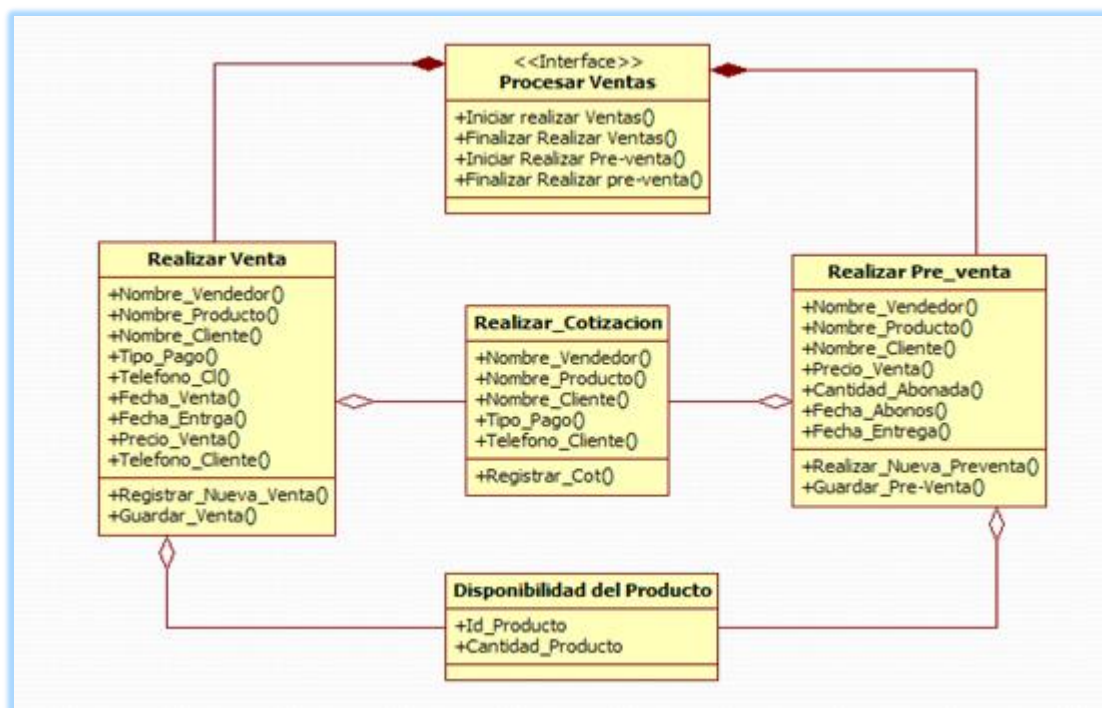 <<Interface>>
Procesar Ventas
+Iniciar realizar Ventas()
+Finalizar Realizar Ventas()
+Iniciar Realizar Pre-venta()
+Finalizar Realizar pre-venta()
Realizar Venta
+Nombre_Vendedor()
+Nombre_Producto()
+Nombre_Cliente()
+Tipo_Pago()
+Telefono_Cl()
+Fecha_Venta()
+Fecha_Entrga()
+Precio_Venta()
+Telefono_Cliente()
+Registrar_Nueva_Venta()
+Guardar_Venta()
Realizar_Cotizacion
+Nombre_Vendedor()
+Nombre_Producto()
+Nombre_Cliente()
+Tipo_Pago()
+Telefono_Cliente()
+Registrar_Cot()
Realizar Pre_venta
+Nombre_Vendedor()
+Nombre_Producto()
+Nombre_Cliente()
+Precio_Venta()
+Cantidad_Abonada()
+Fecha_Abonos()
+Fecha_Entrega()
+Realizar_Nueva_Preventa()
+Guardar_Pre-Venta()
Disponibilidad del Producto
+Id_Producto
+Cantidad_Producto